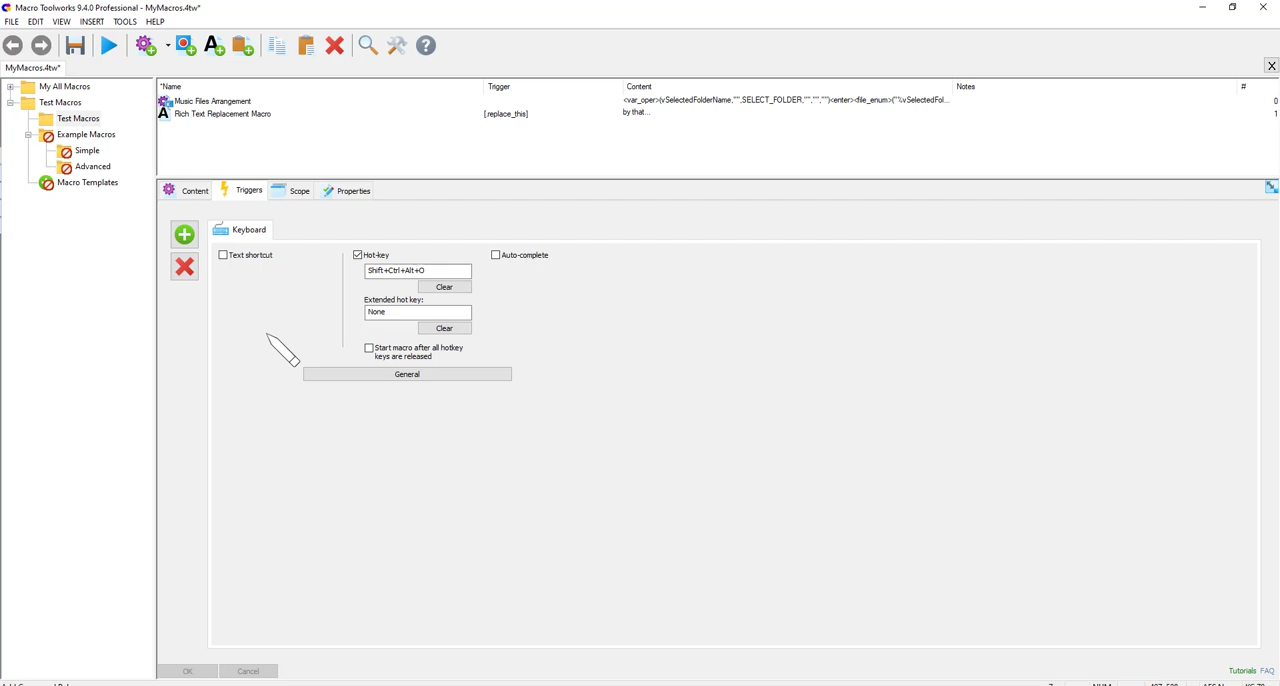 Macro Toolworks 9.4.0 Professional - MyMacros.4tw*
FILE EDIT VIEW INSERT TOOLS HELP
MyMacros.4tw*
My All Macros
Test Macros
Test Macros
Example Macros
Simple
Advanced
Macro Templates
*Name Trigger Content Notes #
Music Files Arrangement <var_oper>(vSelectedFolderName,"",SELECT_FOLDER,"","","")<enter><file_enum>("%vSelectedFol... 0
Rich Text Replacement Macro [.replace_this] by that... 1
Content Triggers Scope Properties
Keyboard
Text shortcut Hot-key Auto-complete
Shift+Ctrl+Alt+O
Clear
Extended hot key:
None
Clear
Start macro after all hotkey
keys are released
General
OK Cancel
Tutorials FAQ